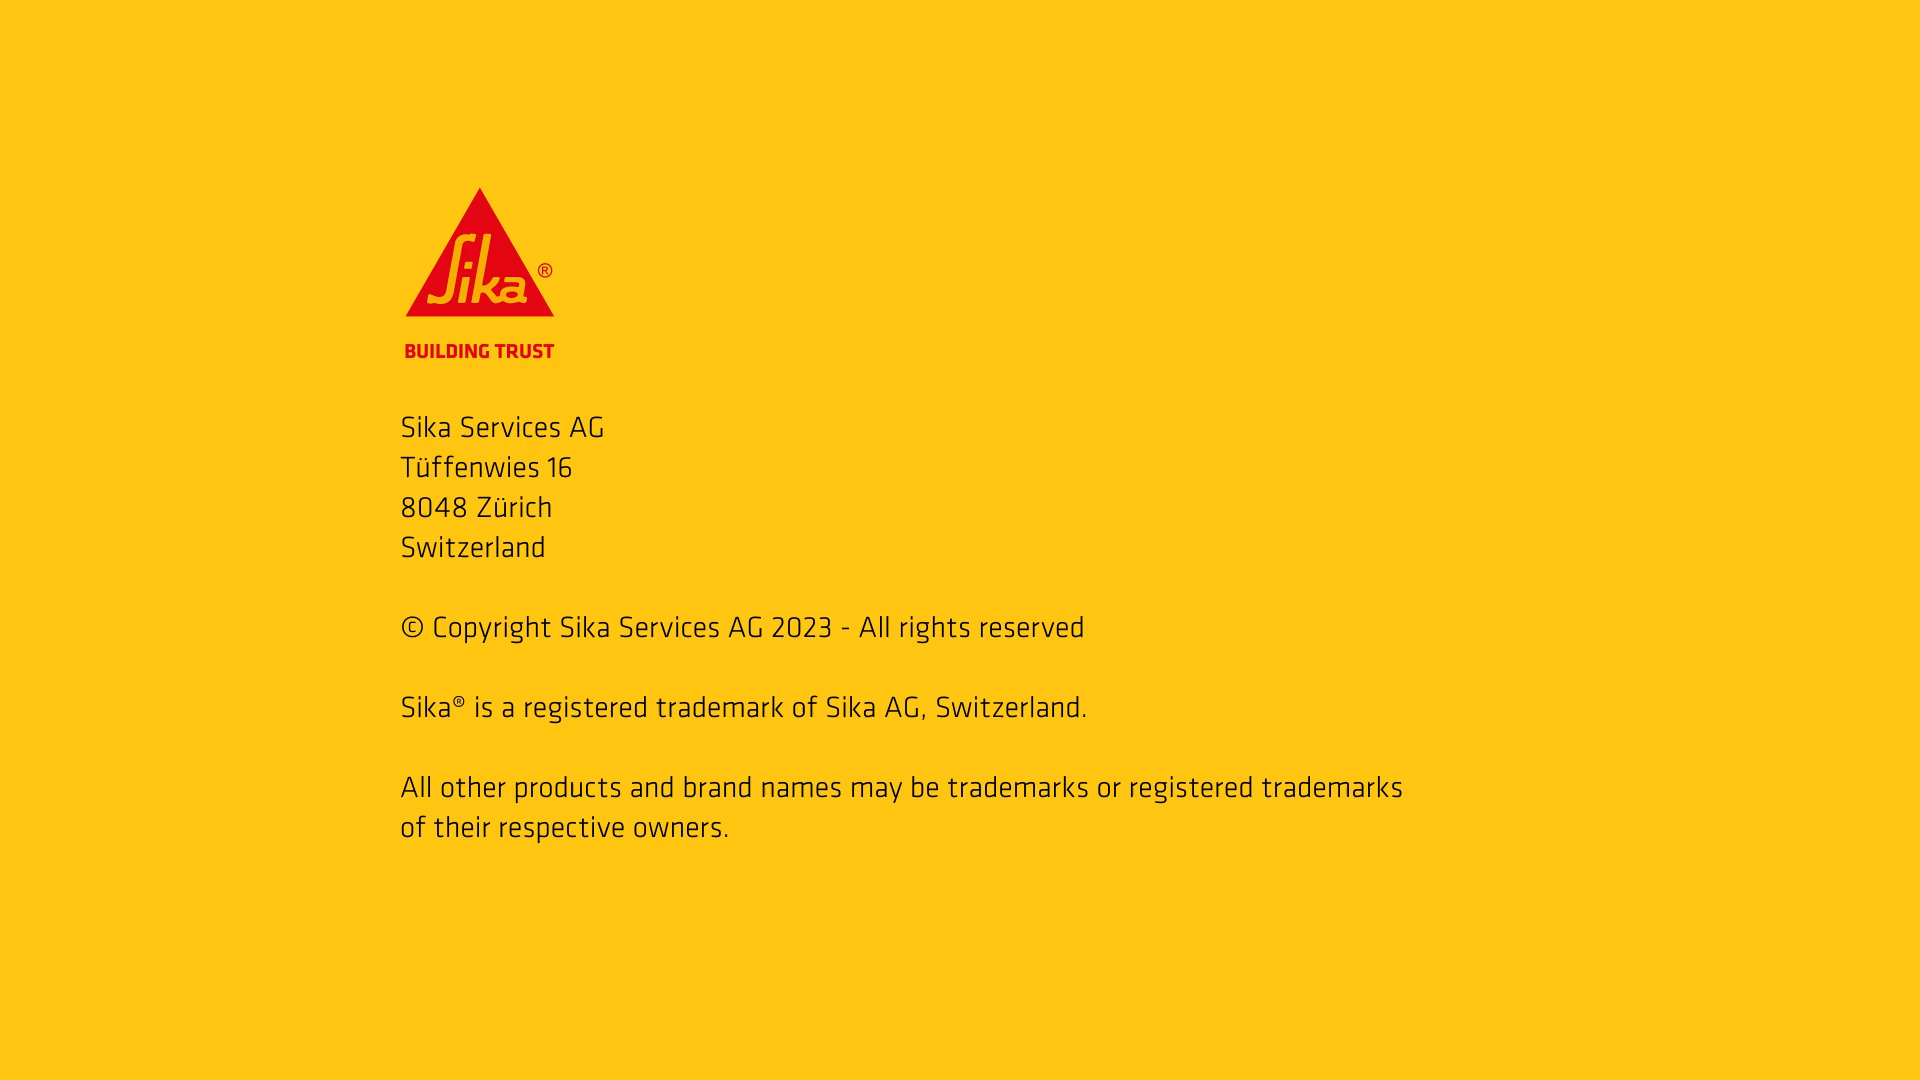 Sika®
BUILDING TRUST
Sika Services AG
Tüffenwies 16
8048 Zürich
Switzerland
© Copyright Sika Services AG 2023 - All rights reserved
Sika® is a registered trademark of Sika AG, Switzerland.
All other products and brand names may be trademarks or registered trademarks
of their respective owners.